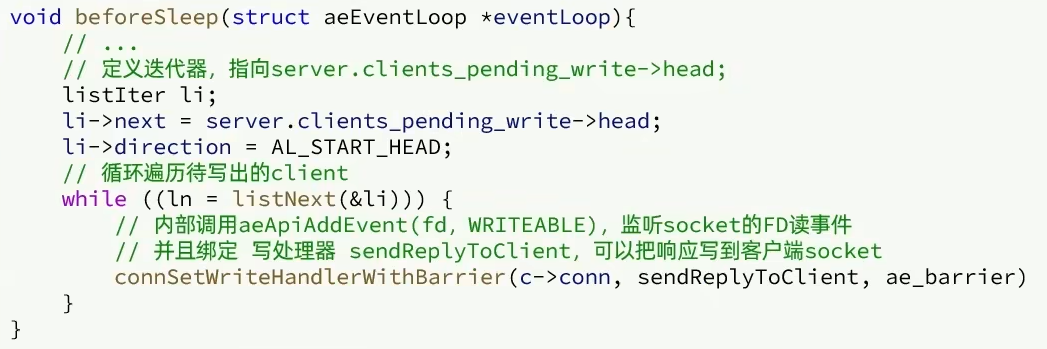 void beforeSleep(struct aeEventLoop *eventLoop){
    // ...
    // 定义迭代器，指向server.clients_pending_write->head;
    listIter li;
    li->next = server.clients_pending_write->head;
    li->direction = AL_START_HEAD;
    // 循环遍历待写出的client
    while ((ln = listNext(&li))) {
        // 内部调用aeApiAddEvent(fd，WRITEABLE)，监听socket的FD读事件
        // 并且绑定 写处理器 sendReplyToClient，可以把响应写到客户端socket
        connSetWriteHandlerWithBarrier(c->conn, sendReplyToClient, ae_barrier)
    }
}